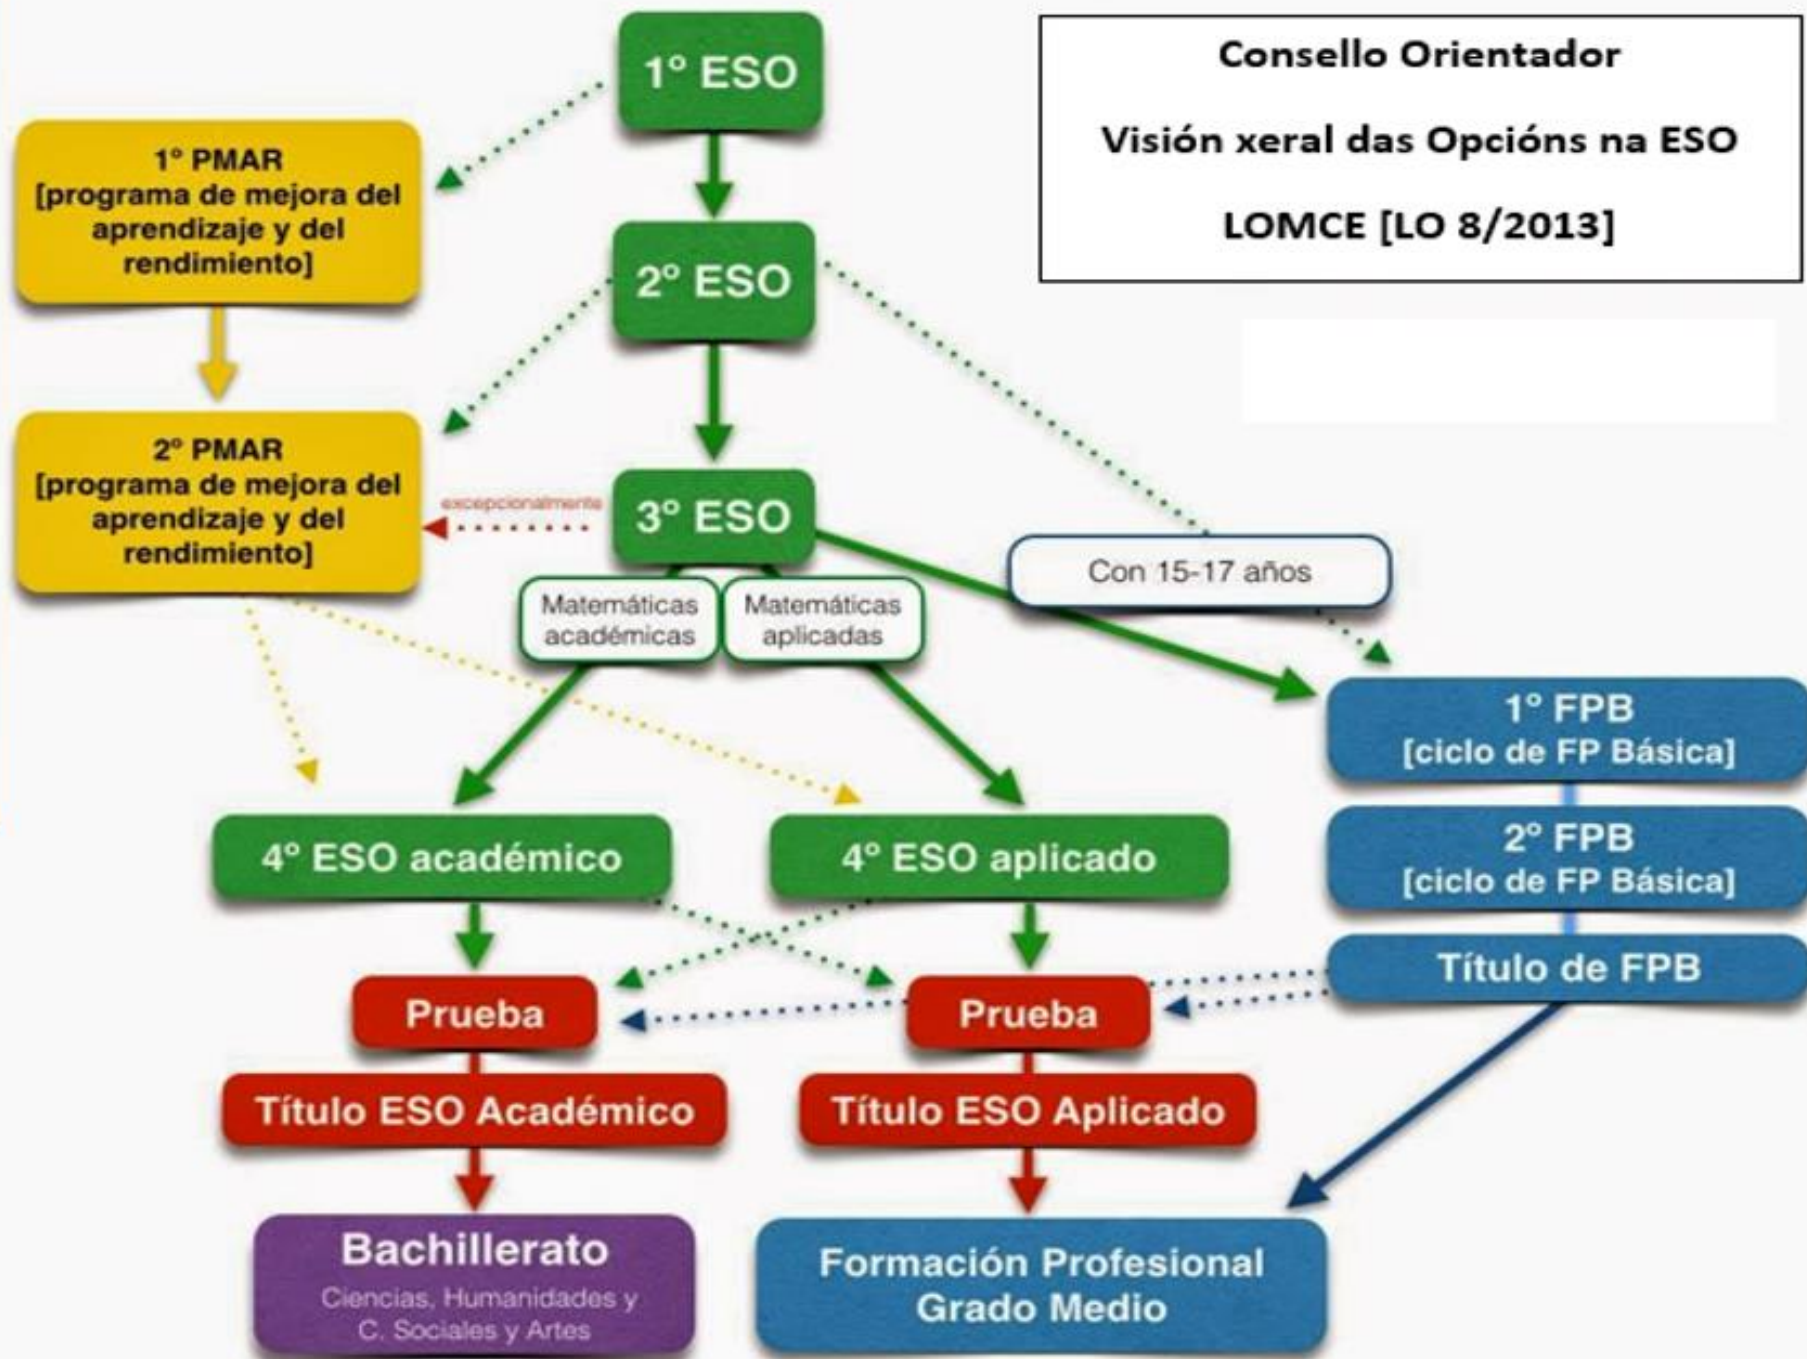 1º ESO
Consello Orientador
Visión xeral das Opcións na ESO
LOMCE [LO 8/2013]
1º PMAR
[programa de mejora del
aprendizaje y del
rendimiento]
2º ESO
2º PMAR
[programa de mejora del
aprendizaje y del
rendimiento]
excepcionalmente
3º ESO
Con 15-17 años
Matemáticas
académicas
Matemáticas
aplicadas
1º FPB
[ciclo de FP Básica]
4º ESO académico
4º ESO aplicado
2º FPB
[ciclo de FP Básica]
Título de FPB
Prueba
Prueba
Título ESO Académico
Título ESO Aplicado
Bachillerato
Ciencias, Humanidades y
C. Sociales y Artes
Formación Profesional
Grado Medio